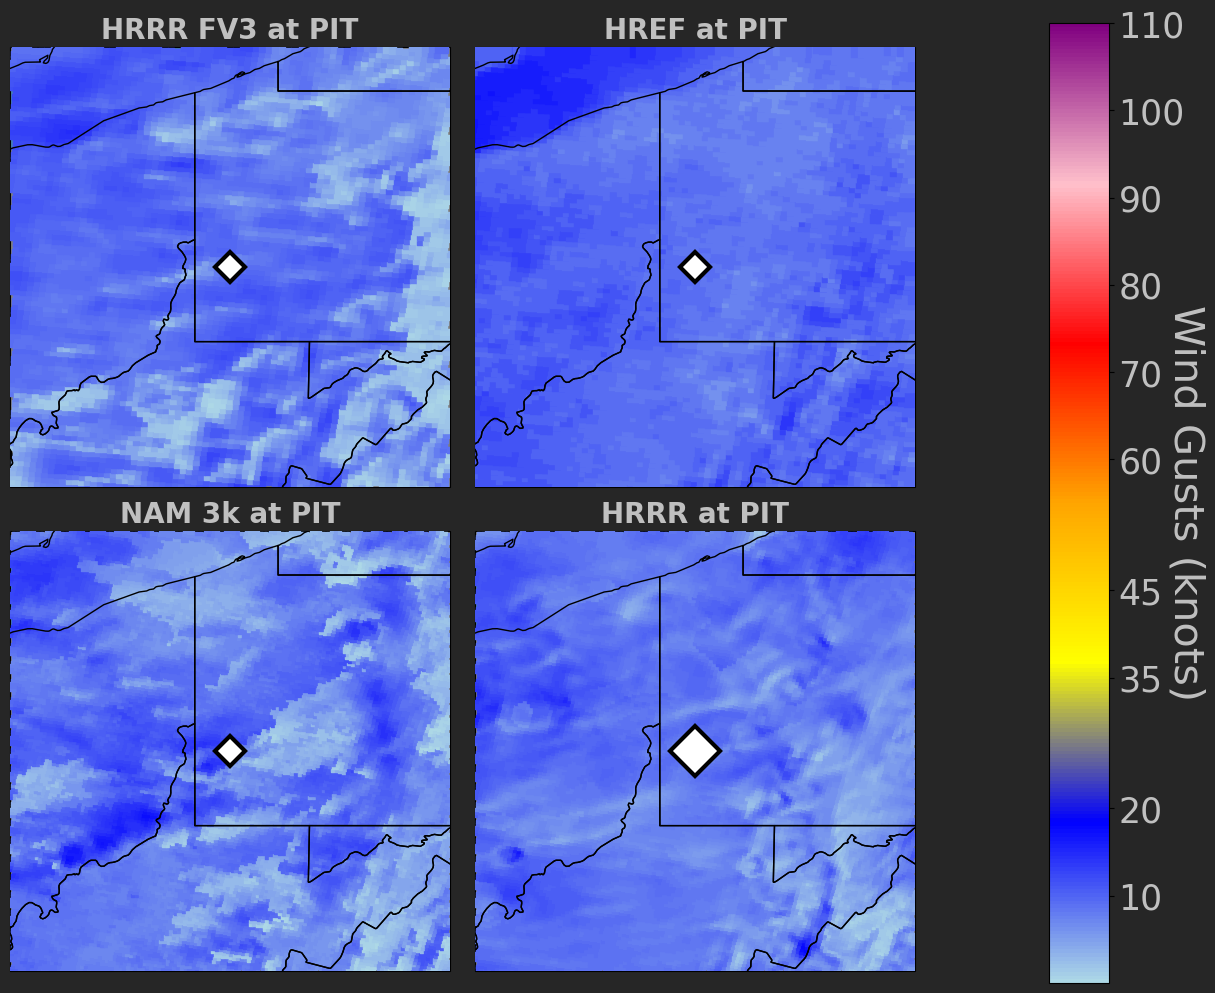 HRRR FV3 at PIT
HREF at PIT
NAM 3k at PIT
HRRR at PIT
110
100
90
80
70
60
45
35
20
10
Wind Gusts (knots)